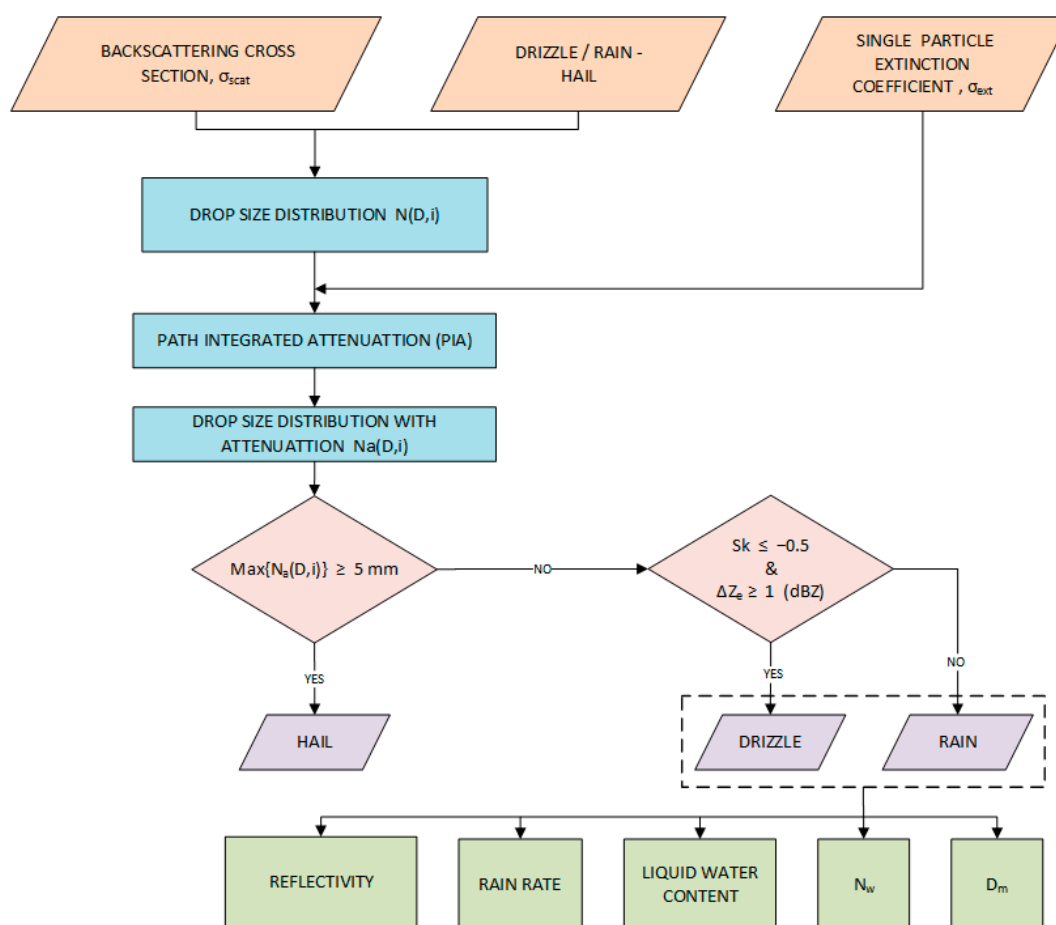 BACKSCATTERING CROSS
SECTION, σscat
DRIZZLE / RAIN -
HAIL
SINGLE PARTICLE
EXTINCTION
COEFFICIENT , σext
DROP SIZE DISTRIBUTION N(D,i)
PATH INTEGRATED ATTENUATTION (PIA)
DROP SIZE DISTRIBUTION WITH
ATTENUATTION Na(D,i)
Max{Na(D,i)} ≥ 5 mm
NO
Sk ≤ −0.5
&
ΔZe ≥ 1 (dBZ)
YES
YES
NO
HAIL
DRIZZLE
RAIN
REFLECTIVITY
RAIN RATE
LIQUID WATER
CONTENT
Nw
Dm